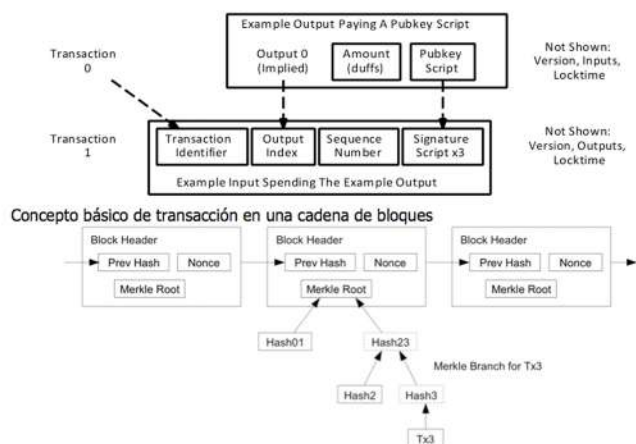 Example Output Paying A Pubkey Script
Transaction
0
Output 0
(Implied)
Amount
(duffs)
Pubkey
Script
Not Shown:
Version, Inputs,
Locktime
Transaction
1
Transaction
Identifier
Output
Index
Sequence
Number
Signature
Script x3
Not Shown:
Version, Outputs,
Locktime
Example Input Spending The Example Output
Concepto básico de transacción en una cadena de bloques
Block Header
Prev Hash
Nonce
Merkle Root
Block Header
Prev Hash
Nonce
Merkle Root
Block Header
Prev Hash
Nonce
Merkle Root
Hash01
Hash23
Merkle Branch for Tx3
Hash2
Hash3
Tx3